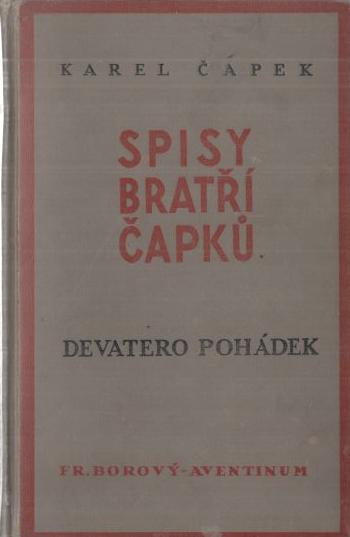 KAREL ČAPEK
SPISY
BRATŘÍ
ČAPKŮ
DEVATERO POHÁDEK
FR. BOROVÝ-AVENTINUM